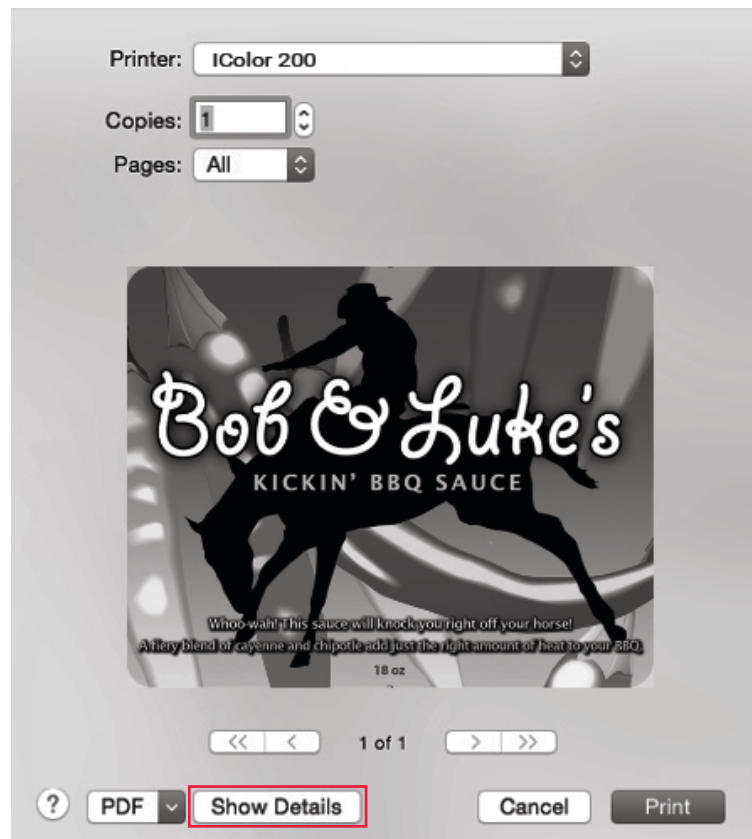 Printer: IColor 200
Copies: 1
Pages: All
Bob & Luke's
KICKIN' BBQ SAUCE
Whoo-wah! This sauce will knock you right off your horse!
A fiery blend of cayenne and chipotle add just the right amount of heat to your BBQ.
18 oz
<< < 1 of 1 > >>
? PDF Show Details Cancel Print